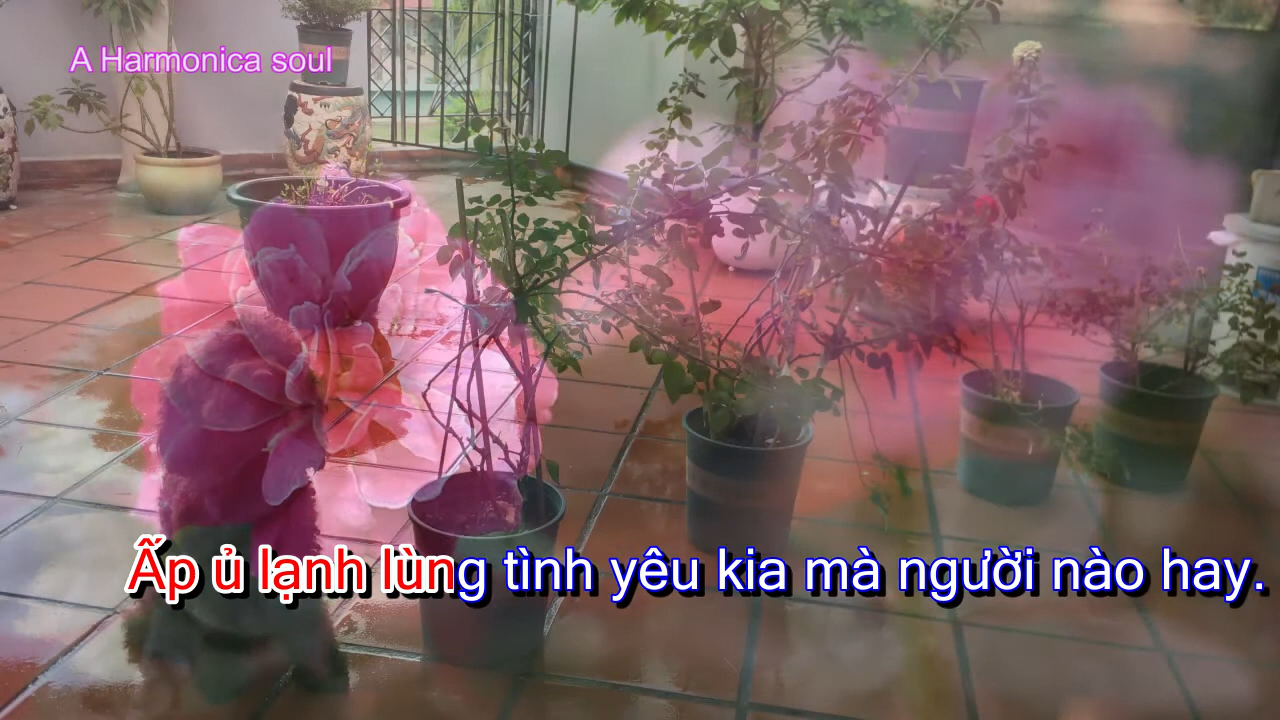 A Harmonica soul
Ấp ủ lạnh lùng tình yêu kia mà người nào hay.